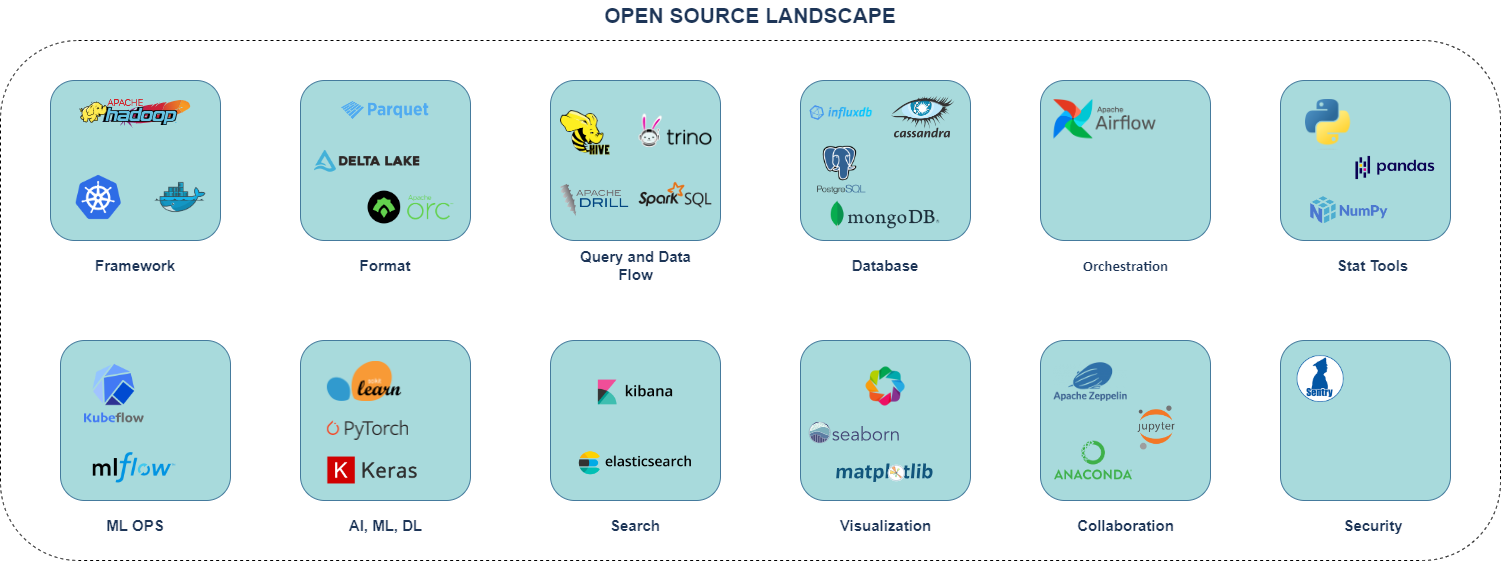 OPEN SOURCE LANDSCAPE
APACHE
hadoop
Framework
Parquet
DELTA LAKE
Apache
orc
Format
HIVE
trino
APACHE
DRILL
Spark SQL
Query and Data
Flow
influxdb
cassandra
PostgreSQL
mongoDB®
Database
Apache
Airflow
Orchestration
pandas
NumPy
Stat Tools
Kubeflow
mlflow™
ML OPS
learn
PyTorch
K Keras
AI, ML, DL
kibana
elasticsearch
Search
seaborn
matplotlib
Visualization
Apache Zeppelin
jupyter
ANACONDA
Collaboration
Sentry
Security